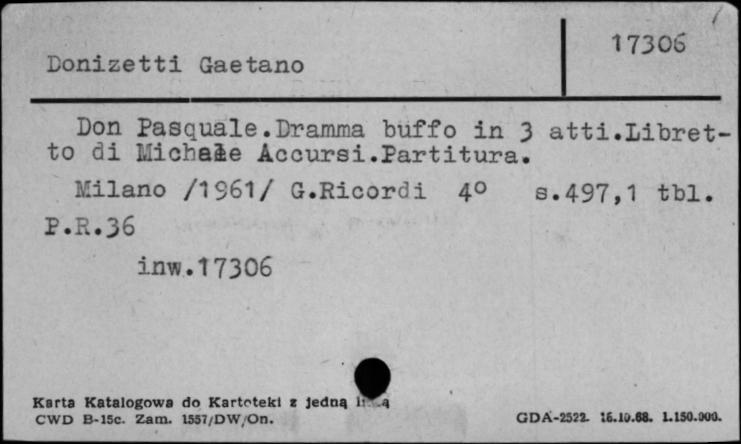 17306
Donizetti Gaetano
Don Pasquale.Dramma buffo in 3 atti.Libret-
to di Michale Accursi.Partitura.
Milano /1961/ G.Ricordi 4º s.497,1 tbl.
P.R.36
inw.17306
Karta Katalogowa do Kartoteki z jedną
CWD B-15c. Zam. 1557/DW/On.
GDA-2522. 16.10.68. 1.150.000.